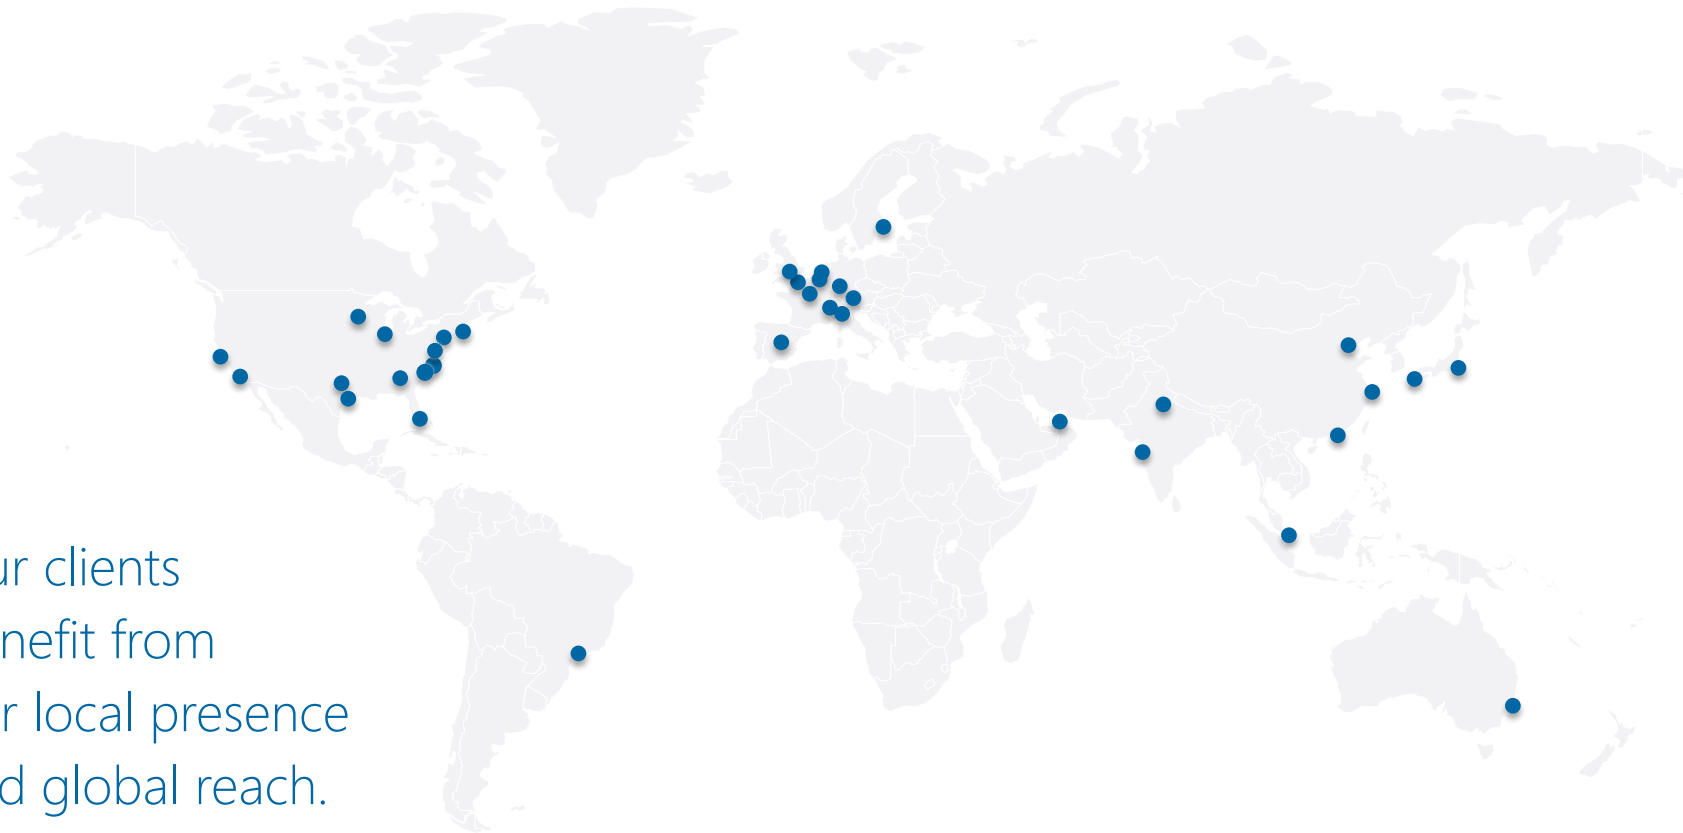 ur clients
nefit from
r local presence
d global reach.